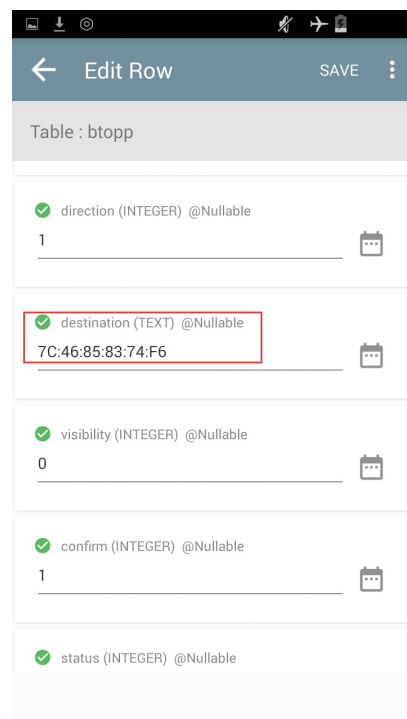 Edit Row
SAVE
Table : btopp
direction (INTEGER) @Nullable
1
destination (TEXT) @Nullable
7C:46:85:83:74:F6
visibility (INTEGER) @Nullable
0
confirm (INTEGER) @Nullable
1
status (INTEGER) @Nullable